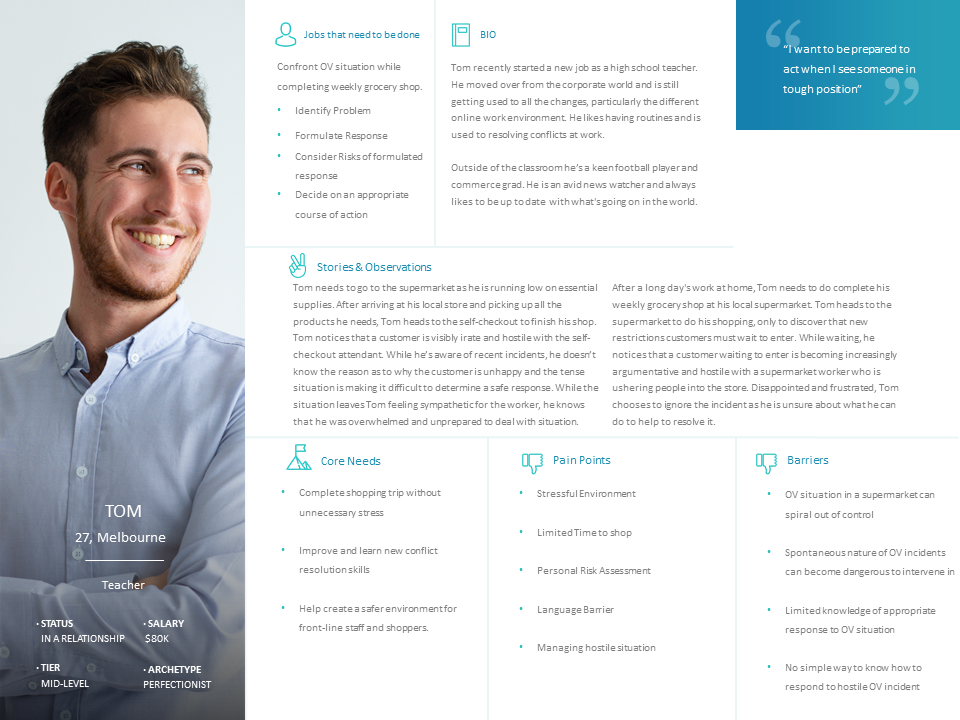 TOM
27, Melbourne
Teacher
· STATUS
IN A RELATIONSHIP
· SALARY
$80K
· TIER
MID-LEVEL
· ARCHETYPE
PERFECTIONIST
Jobs that need to be done
Confront OV situation while
completing weekly grocery shop.
• Identify Problem
• Formulate Response
• Consider Risks of formulated
response
• Decide on an appropriate
course of action
BIO
Tom recently started a new job as a high school teacher.
He moved over from the corporate world and is still
getting used to all the changes, particularly the different
online work environment. He likes having routines and is
used to resolving conflicts at work.
Outside of the classroom he's a keen football player and
commerce grad. He is an avid news watcher and always
likes to be up to date with what's going on in the world.
“I want to be prepared to
act when I see someone in
tough position”
Stories & Observations
Tom needs to go to the supermarket as he is running low on essential
supplies. After arriving at his local store and picking up all the
products he needs, Tom heads to the self-checkout to finish his shop.
Tom notices that a customer is visibly irate and hostile with the self-
checkout attendant. While he's aware of recent incidents, he doesn't
know the reason as to why the customer is unhappy and the tense
situation is making it difficult to determine a safe response. While the
situation leaves Tom feeling sympathetic for the worker, he knows
that he was overwhelmed and unprepared to deal with situation.
After a long day's work at home, Tom needs to do complete his
weekly grocery shop at his local supermarket. Tom heads to the
supermarket to do his shopping, only to discover that new
restrictions customers must wait to enter. While waiting, he
notices that a customer waiting to enter is becoming increasingly
argumentative and hostile with a supermarket worker who is
ushering people into the store. Disappointed and frustrated, Tom
chooses to ignore the incident as he is unsure about what he can
do to help to resolve it.
Core Needs
• Complete shopping trip without
unnecessary stress
• Improve and learn new conflict
resolution skills
• Help create a safer environment for
front-line staff and shoppers.
Pain Points
• Stressful Environment
• Limited Time to shop
• Personal Risk Assessment
• Language Barrier
• Managing hostile situation
Barriers
• OV situation in a supermarket can
spiral out of control
• Spontaneous nature of OV incidents
can become dangerous to intervene in
• Limited knowledge of appropriate
response to OV situation
• No simple way to know how to
respond to hostile OV incident